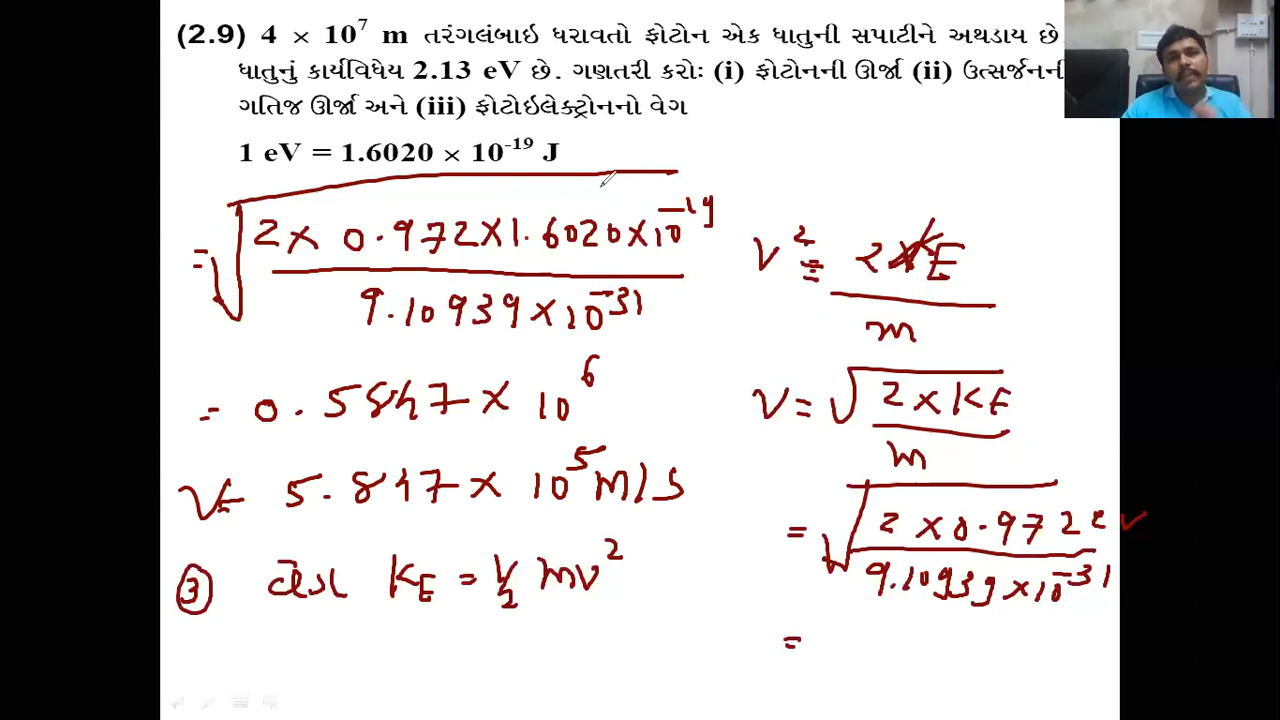 (2.9) 4 × 10⁷ m તરંગલંબાઇ ધરાવતો ફોટોન એક ધાતુની સપાટીને અથડાય છે
ધાતુનું કાર્યવિધેય 2.13 eV છે. ગણતરી કરોઃ (i) ફોટોનની ઊર્જા (ii) ઉત્સર્જનની
ગતિજ ઊર્જા અને (iii) ફોટોઇલેક્ટ્રોનનો વેગ
1 eV = 1.6020 × 10⁻¹⁹ J
= √(2 × 0.972 × 1.6020 × 10⁻¹⁹ / 9.10939 × 10⁻³¹)
= 0.5847 × 10⁶
V = 5.847 × 10⁵ m/s
③ વેગ KE = 1/2 mv²
v² = 2 × KE / m
v = √(2 × KE / m)
= √(2 × 0.972 eV / 9.10939 × 10⁻³¹)
=